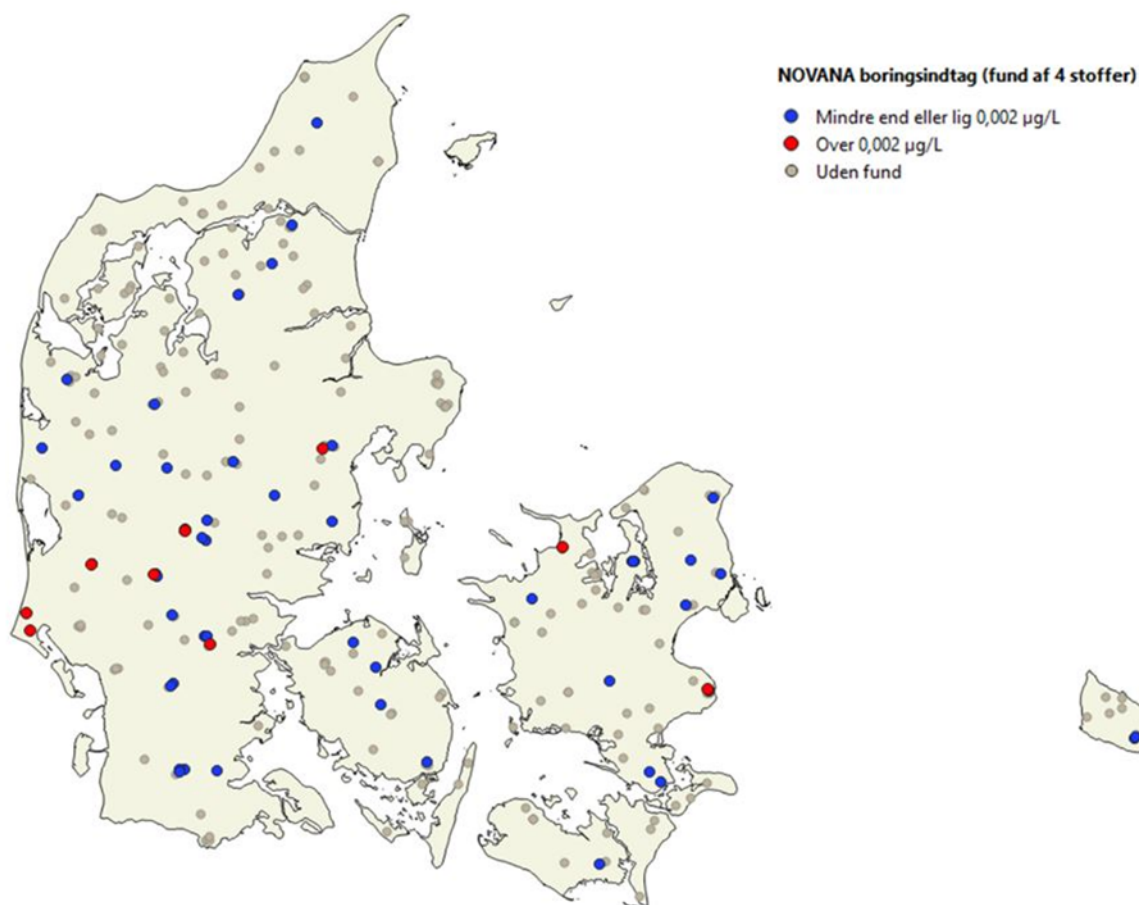 NOVANA boringsindtag (fund af 4 stoffer)
Mindre end eller lig 0,002 µg/L
Over 0,002 µg/L
Uden fund